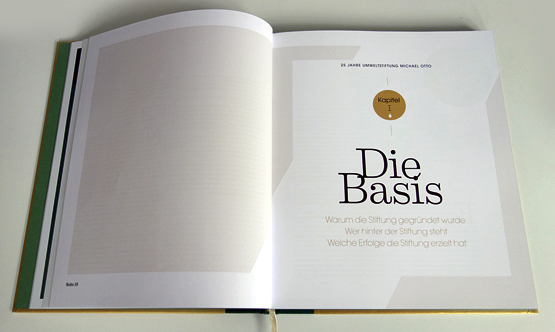 25 JAHRE UMWELTSTIFTUNG MICHAEL OTTO
Kapitel
1
Die
Basis
Warum die Stiftung gegründet wurde
Wer hinter der Stiftung steht
Welche Erfolge die Stiftung erzielt hat